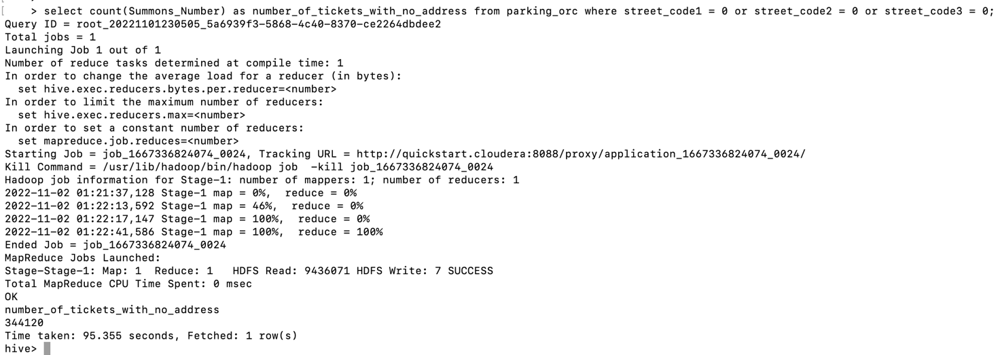 > select count(Summons_Number) as number_of_tickets_with_no_address from parking_orc where street_code1 = 0 or street_code2 = 0 or street_code3 = 0;
Query ID = root_20221101230505_5a6939f3-5868-4c40-8370-ce2264dbdee2
Total jobs = 1
Launching Job 1 out of 1
Number of reduce tasks determined at compile time: 1
In order to change the average load for a reducer (in bytes):
  set hive.exec.reducers.bytes.per.reducer=<number>
In order to limit the maximum number of reducers:
  set hive.exec.reducers.max=<number>
In order to set a constant number of reducers:
  set mapreduce.job.reduces=<number>
Starting Job = job_1667336824074_0024, Tracking URL = http://quickstart.cloudera:8088/proxy/application_1667336824074_0024/
Kill Command = /usr/lib/hadoop/bin/hadoop job  -kill job_1667336824074_0024
Hadoop job information for Stage-1: number of mappers: 1; number of reducers: 1
2022-11-02 01:21:37,128 Stage-1 map = 0%,  reduce = 0%
2022-11-02 01:22:13,592 Stage-1 map = 46%,  reduce = 0%
2022-11-02 01:22:17,147 Stage-1 map = 100%,  reduce = 0%
2022-11-02 01:22:41,586 Stage-1 map = 100%,  reduce = 100%
Ended Job = job_1667336824074_0024
MapReduce Jobs Launched:
Stage-Stage-1: Map: 1  Reduce: 1   HDFS Read: 9436071 HDFS Write: 7 SUCCESS
Total MapReduce CPU Time Spent: 0 msec
OK
number_of_tickets_with_no_address
344120
Time taken: 95.355 seconds, Fetched: 1 row(s)
hive>